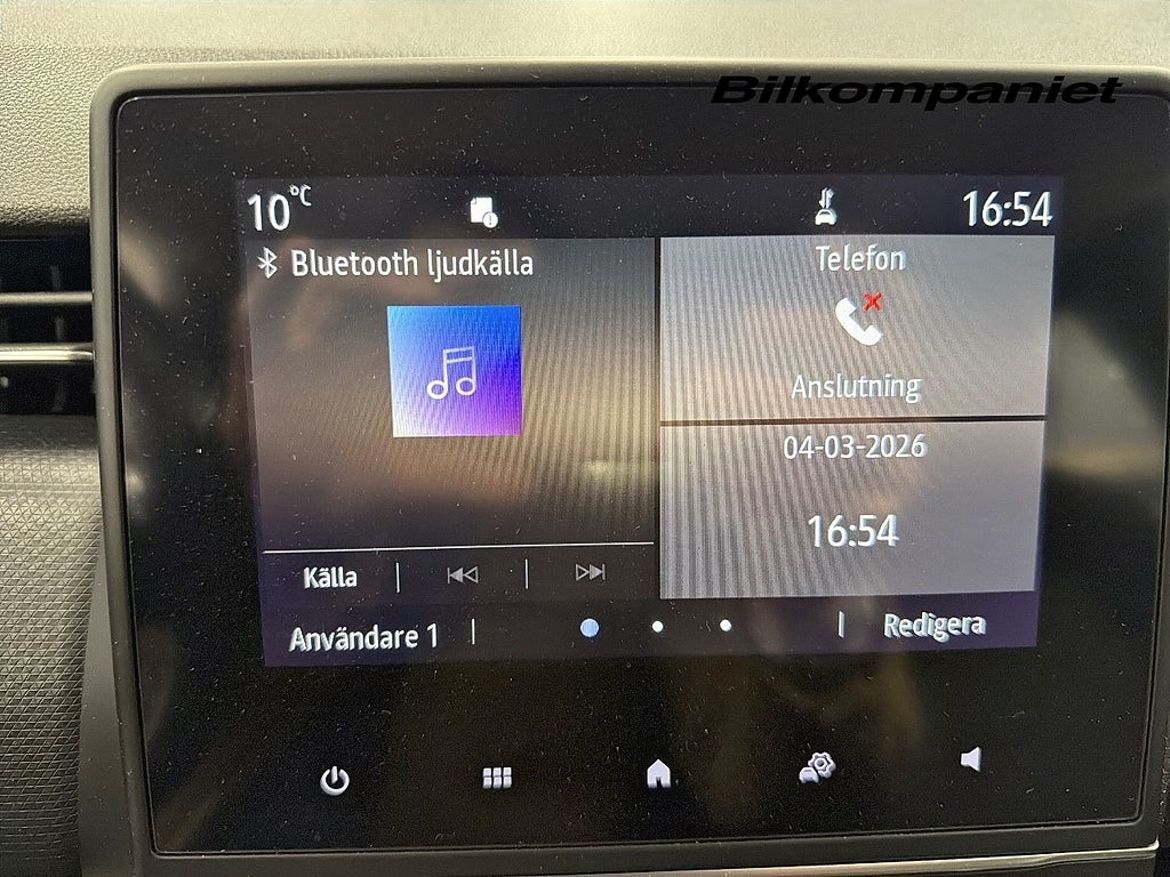 Bilkompaniet
10°C
16:54
Bluetooth ljudkälla
Telefon
Anslutning
04-03-2026
16:54
Källa
Användare 1
Redigera